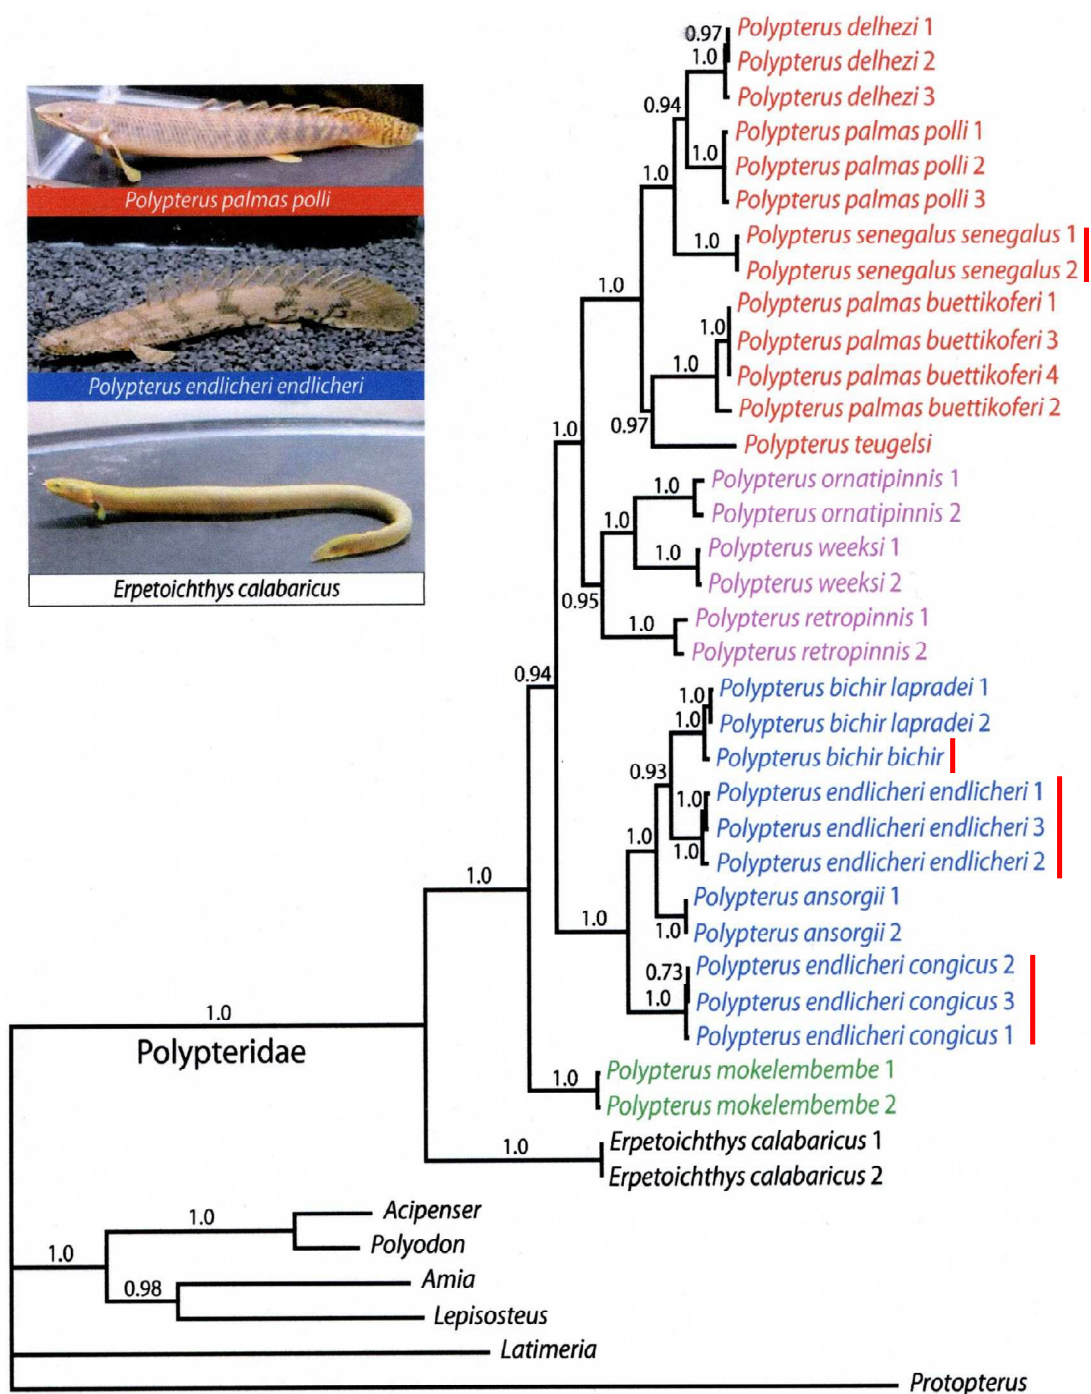 0.97
Polypterus delhezi 1
1.0
Polypterus delhezi 2
Polypterus delhezi 3
0.94
Polypterus palmas polli 1
1.0
Polypterus palmas polli 2
1.0
Polypterus palmas polli 3
Polypterus palmas polli
1.0
Polypterus senegalus senegalus 1
Polypterus senegalus senegalus 2
1.0
Polypterus palmas buettikoferi 1
1.0
Polypterus palmas buettikoferi 3
1.0
Polypterus palmas buettikoferi 4
Polypterus endlicheri endlicheri
Polypterus palmas buettikoferi 2
1.0
0.97
Polypterus teugelsi
1.0
Polypterus ornatipinnis 1
1.0
Polypterus ornatipinnis 2
Polypterus weeksi 1
1.0
Polypterus weeksi 2
Erpetoichthys calabaricus
0.95
1.0
Polypterus retropinnis 1
Polypterus retropinnis 2
0.94
1.0
Polypterus bichir lapradei 1
1.0
Polypterus bichir lapradei 2
Polypterus bichir bichir
0.93
1.0
Polypterus endlicheri endlicheri 1
Polypterus endlicheri endlicheri 3
1.0
1.0
Polypterus endlicheri endlicheri 2
1.0
1.0
Polypterus ansorgii 1
1.0
Polypterus ansorgii 2
0.73
Polypterus endlicheri congicus 2
1.0
Polypterus endlicheri congicus 3
1.0
Polypteridae
Polypterus endlicheri congicus 1
1.0
Polypterus mokelembembe 1
Polypterus mokelembembe 2
1.0
Erpetoichthys calabaricus 1
Erpetoichthys calabaricus 2
1.0
Acipenser
Polyodon
1.0
0.98
Amia
Lepisosteus
Latimeria
Protopterus